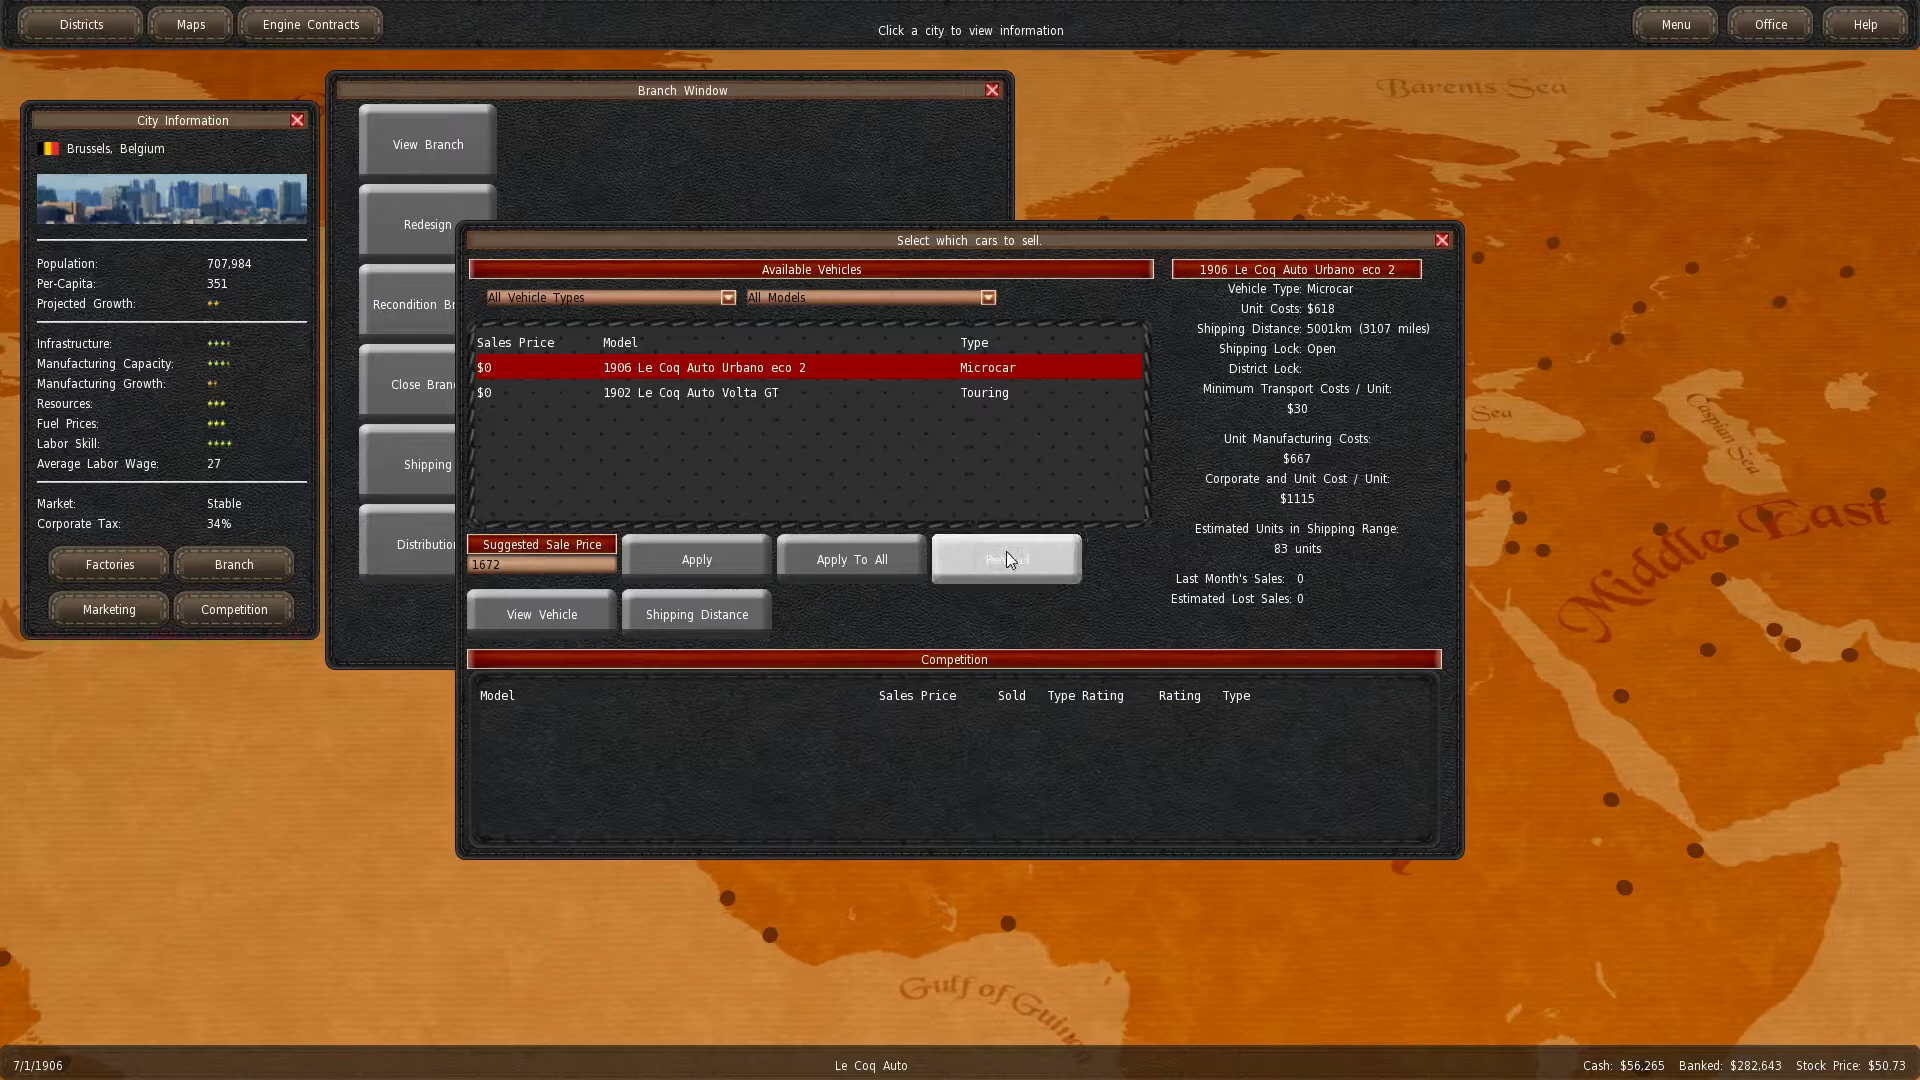 Districts
Maps
Engine Contracts
Click a city to view information
Menu
Office
Help
Barents Sea
Branch Window
City Information
Brussels, Belgium
View Branch
Redesign
Select which cars to sell.
Available Vehicles
1906 Le Coq Auto Urbano eco 2
Population: 707,984
Per-Capita: 351
Projected Growth:
Infrastructure:
Manufacturing Capacity:
Manufacturing Growth:
Resources:
Fuel Prices:
Labor Skill:
Average Labor Wage: 27
Market: Stable
Corporate Tax: 34%
Factories
Branch
Marketing
Competition
Recondition Br
Close Bran
Shipping
Distribution
All Vehicle Types
All Models
Sales Price Model Type
$0 1906 Le Coq Auto Urbano eco 2 Microcar
$0 1902 Le Coq Auto Volta GT Touring
Vehicle Type: Microcar
Unit Costs: $618
Shipping Distance: 5001km (3107 miles)
Shipping Lock: Open
District Lock:
Minimum Transport Costs / Unit:
$30
Unit Manufacturing Costs:
$667
Corporate and Unit Cost / Unit:
$1115
Estimated Units in Shipping Range:
83 units
Last Month's Sales: 0
Estimated Lost Sales: 0
Suggested Sale Price
1672
Apply
Apply To All
View Vehicle
Shipping Distance
Competition
Model Sales Price Sold Type Rating Rating Type
Sea
Caspian Sea
Middle East
Gulf of Guin
7/1/1906
Le Coq Auto
Cash: $56,265 Banked: $282,643 Stock Price: $50.73